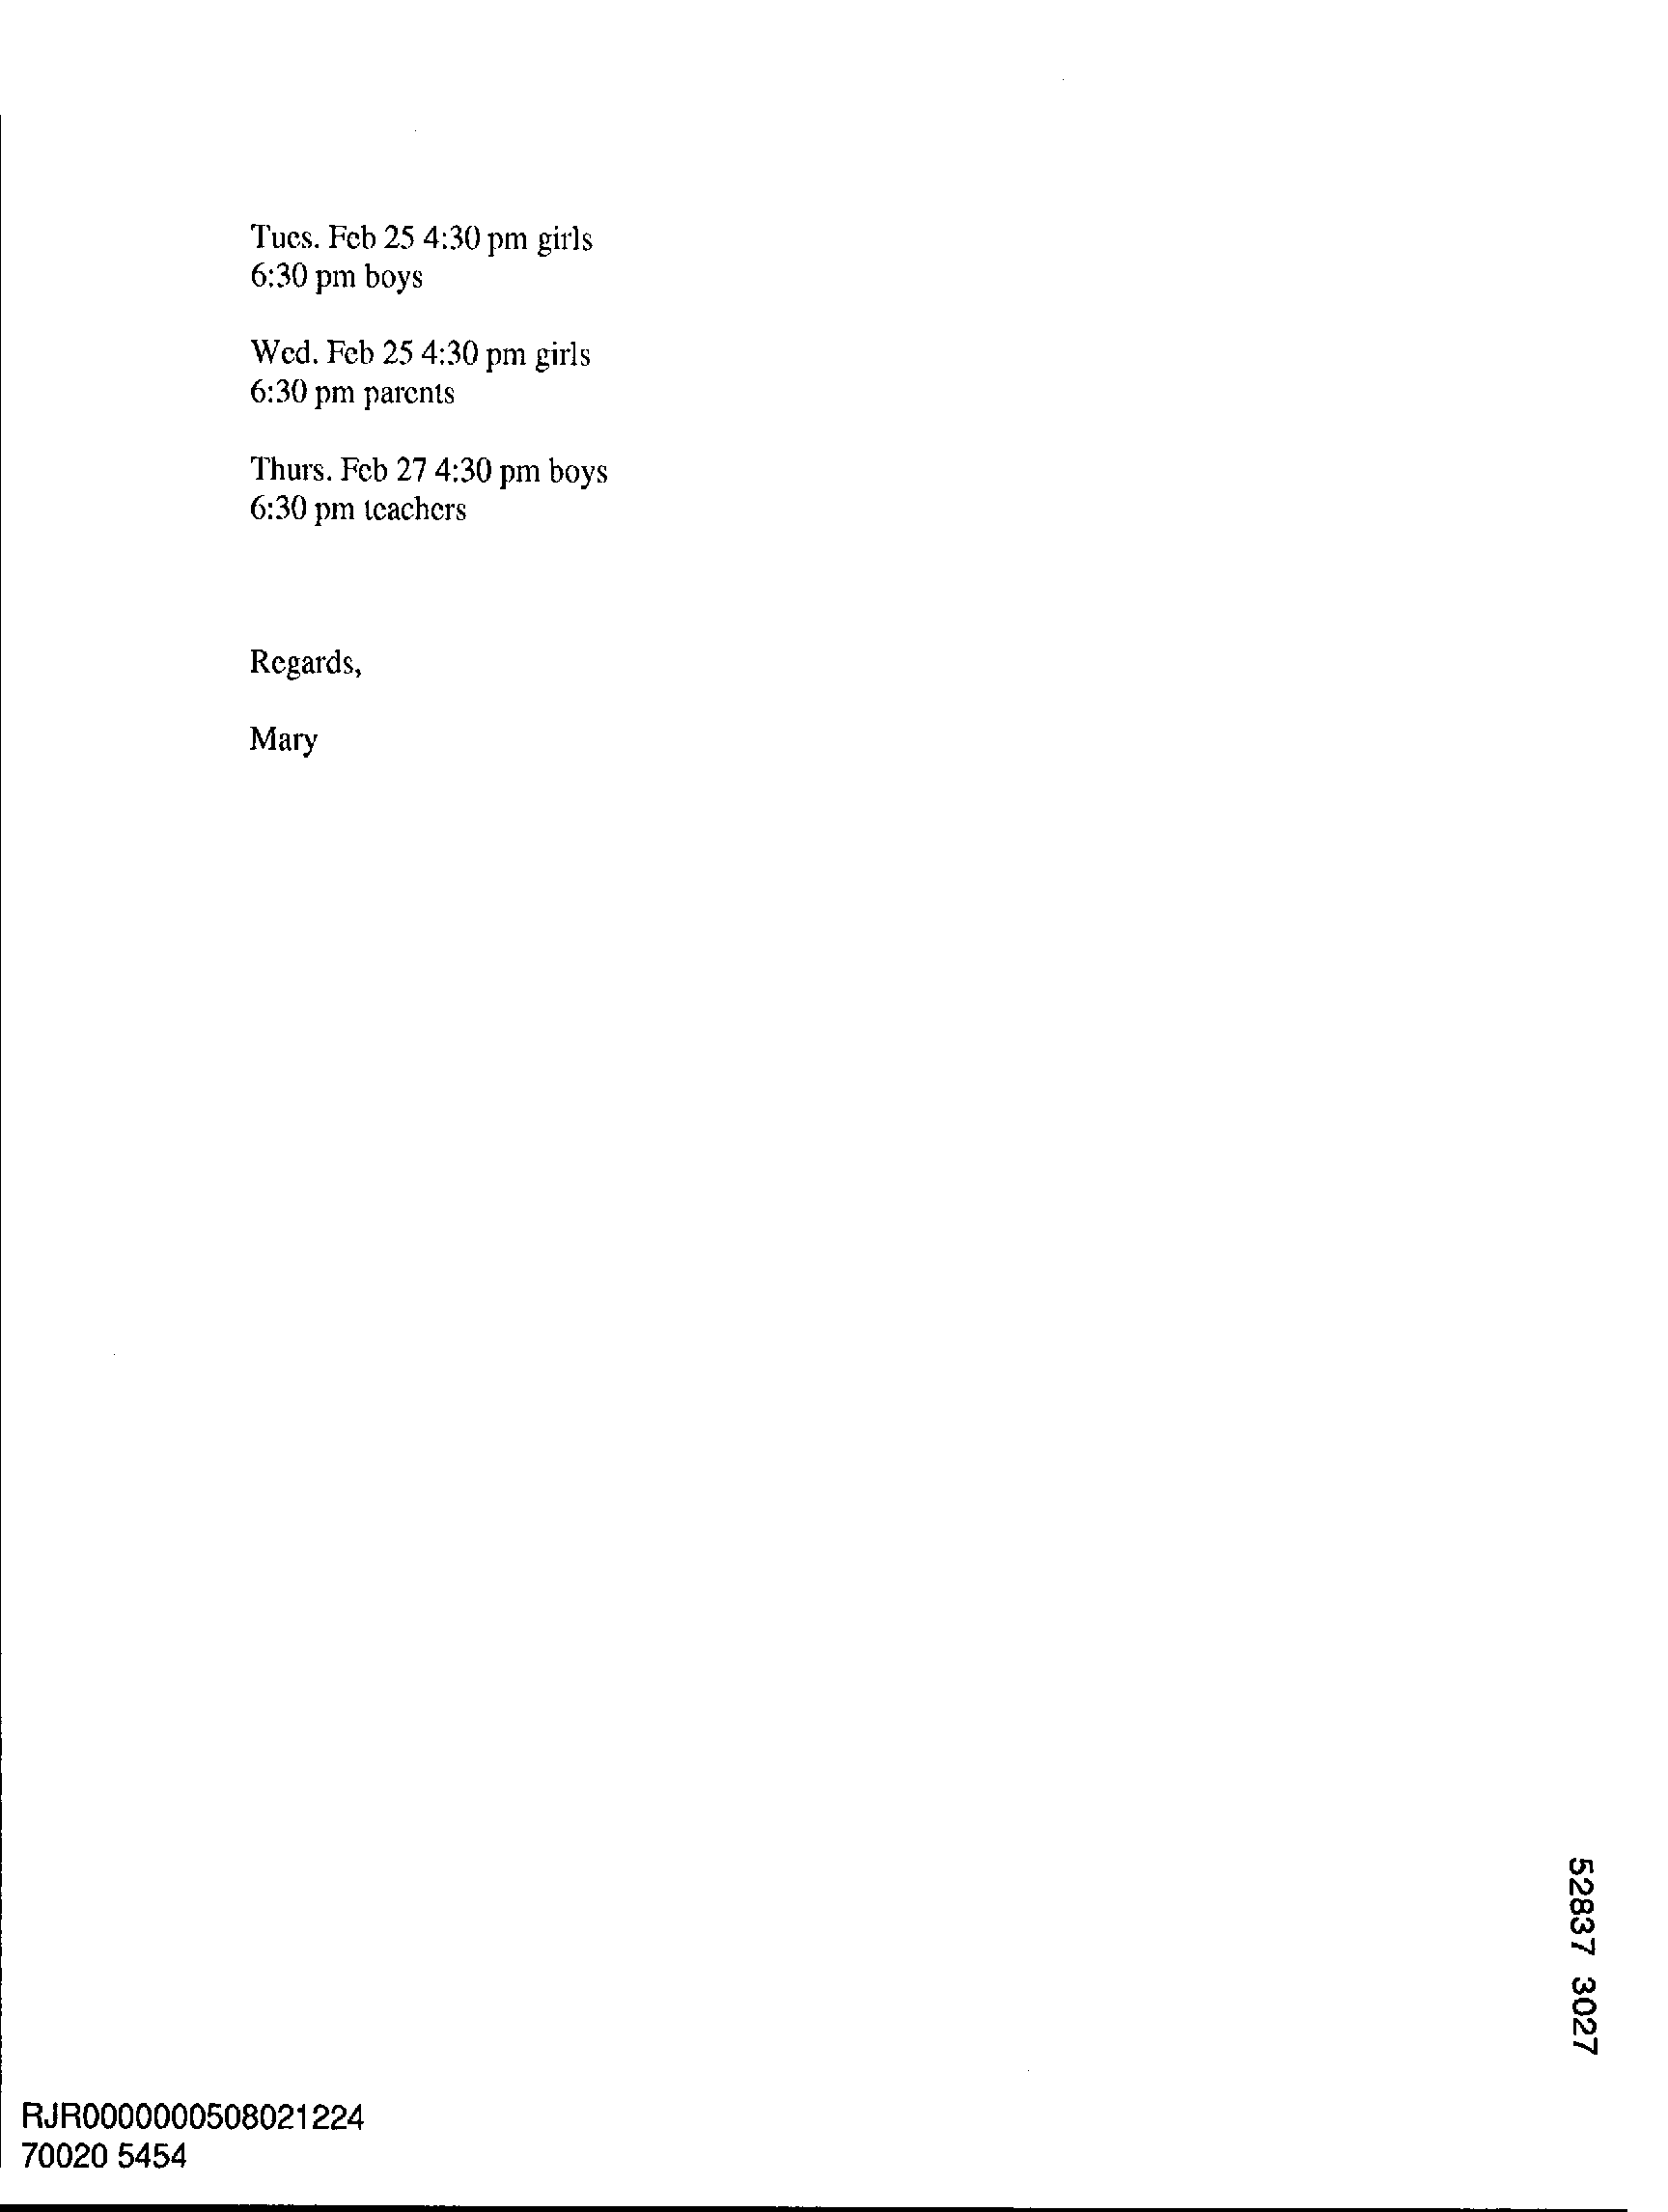 Tues. Feb 25 4:30 pm girls
6:30 pm boys
Wed. Feb 25 4:30 pm girls
6:30 pm parents
Thurs. Feb 27 4:30 pm boys
6:30 pm teachers
Regards,
Mary
52837 3027
RJR0000000508021224
70020 5454